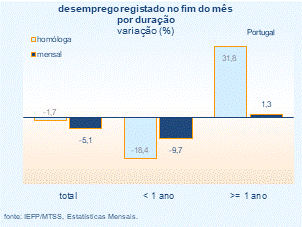 desemprego registado no fim do mês
por duração
variação (%)
Portugal
homóloga
mensal
31,8
-1,7
1,3
-5,1
-18,4
-9,7
total
< 1 ano
>= 1 ano
fonte: IEFP/MTSS, Estatísticas Mensais.